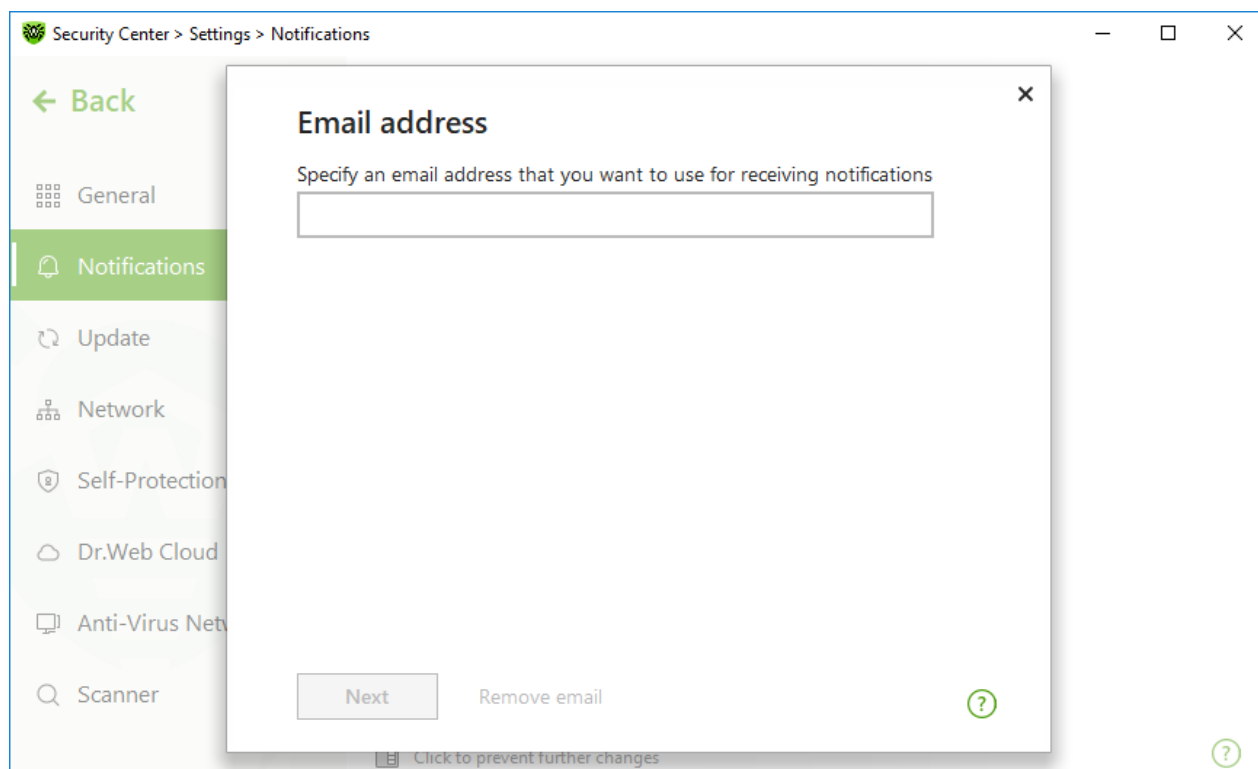 Security Center > Settings > Notifications
Back
General
Notifications
Update
Network
Self-Protection
Dr.Web Cloud
Anti-Virus Net
Scanner
Email address
Specify an email address that you want to use for receiving notifications
Next
Remove email
?
Click to prevent further changes
?